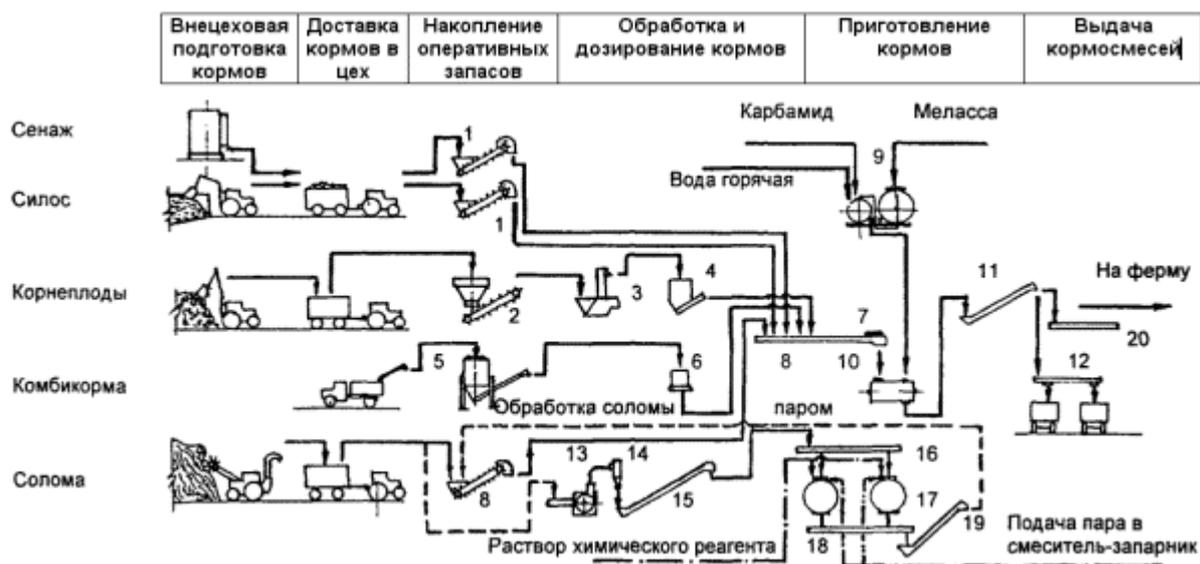 Внецеховая подготовка кормов
Доставка кормов в цех
Накопление оперативных запасов
Обработка и дозирование кормов
Приготовление кормов
Выдача кормосмесей
Сенаж
1
Карбамид
Меласса
9
Вода горячая
Силос
1
Корнеплоды
2
3
4
11
На ферму
7
8
10
20
Комбикорма
5
6
12
Обработка соломы
паром
Солома
8
13
14
15
16
17
18
19
Раствор химического реагента
Подача пара в
смеситель-запарник